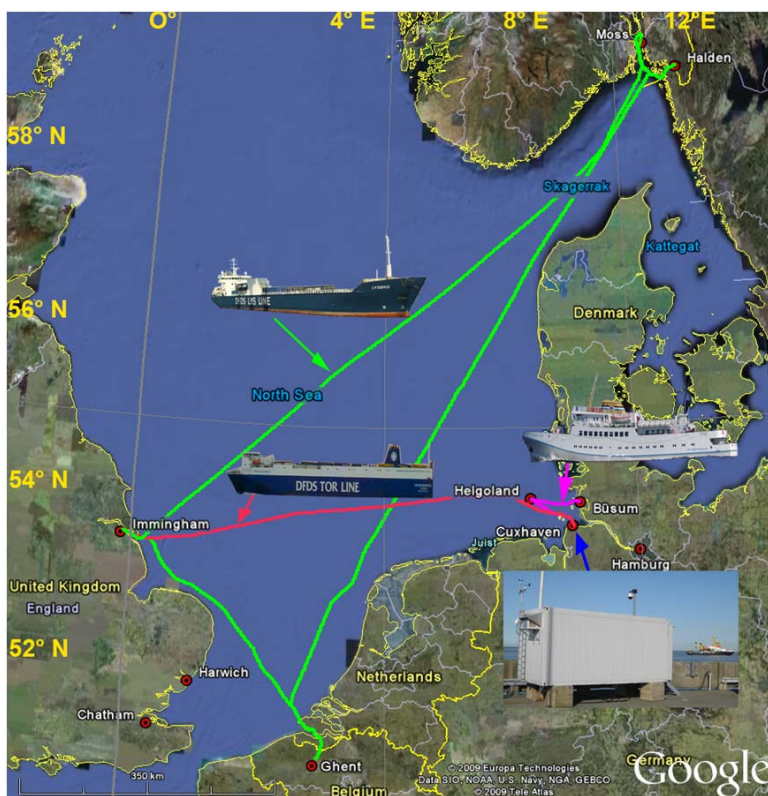 O°
4° E
8° E
12°E
Moss
Halden
58° N
Skagerrak
Kattegat
DFDS LYS LINE
56° N
Denmark
North Sea
54° N
DFDS TOR LINE
Helgoland
Büsum
Immingham
Cuxhaven
Juist
Hamburg
United Kingdom
England
52° N
Harwich
Netherlands
Chatham
Ghent
350 km
Belgium
Germany
© 2009 Europa Technologies
Data SIO, NOAA, U.S. Navy, NGA, GEBCO
© 2009 Tele Atlas
Google